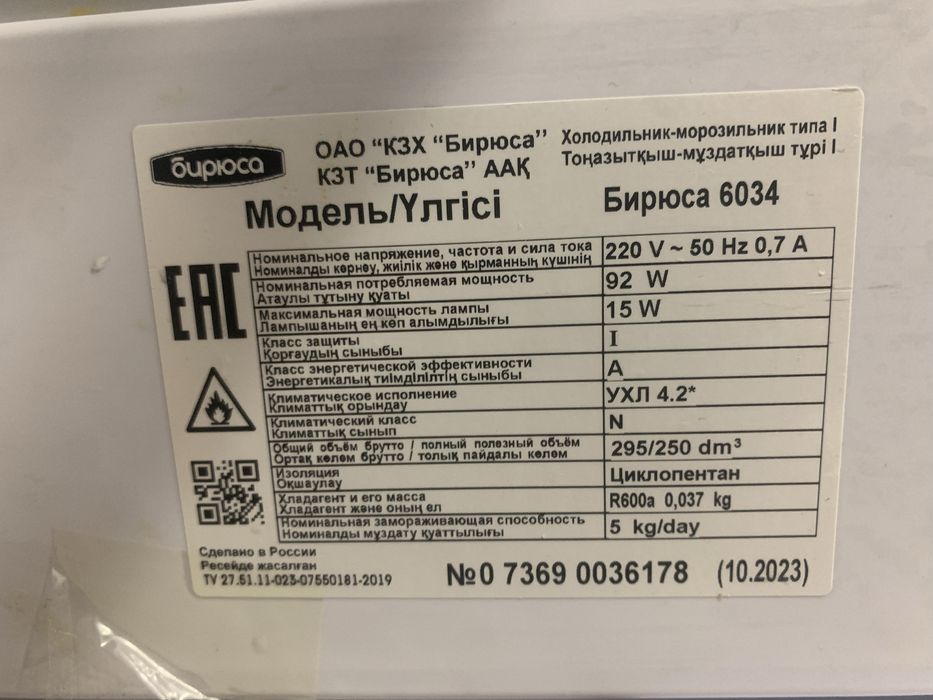 бирюса
ОАО "КЗХ "Бирюса"
КЗТ "Бирюса" ААҚ
Холодильник-морозильник типа I
Тоңазытқыш-мұздатқыш түрі I
Модель/Үлгісі
Бирюса 6034
Номинальное напряжение, частота и сила тока
Номиналды кернеу, жиілік және қырманның күшінің
220 V ~ 50 Hz 0,7 A
Номинальная потребляемая мощность
Атаулы тұтыну қуаты
92 W
Максимальная мощность лампы
Лампышаның ең көп алымдылығы
15 W
Класс защиты
Қорғаудың сыныбы
I
Класс энергетической эффективности
Энергетикалық тиімділілтің сыныбы
A
Климатическое исполнение
Климаттық орындау
УХЛ 4.2*
Климатический класс
Климаттық сынып
N
Общий объём брутто / полный полезный объём
Ортақ көлем брутто / толық пайдалы көлем
295/250 dm³
Изоляция
Оқшаулау
Циклопентан
Хладагент и его масса
Хладагент және оның ел
R600a 0,037 kg
Номинальная замораживающая способность
Номиналды мұздату қуаттылығы
5 kg/day
EAC
Сделано в России
Ресейде жасалған
ТУ 27.51.11-023-07550181-2019
№0 7369 0036178 (10.2023)